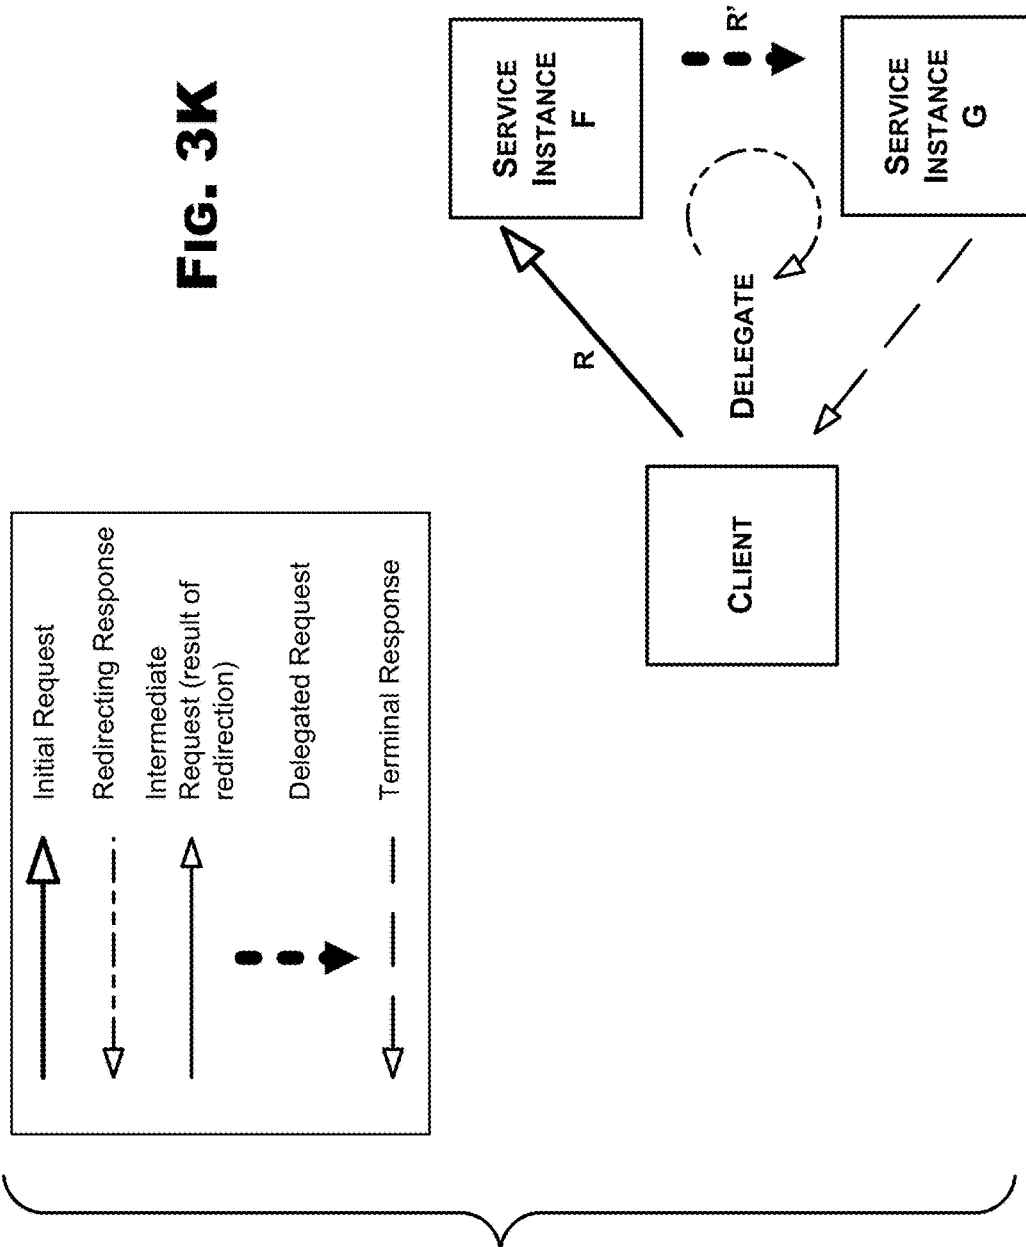 FIG. 3K
Initial Request
Redirecting Response
Intermediate
Request (result of
redirection)
Delegated Request
Terminal Response
CLIENT
R
DELEGATE
SERVICE
INSTANCE
F
R'
SERVICE
INSTANCE
G